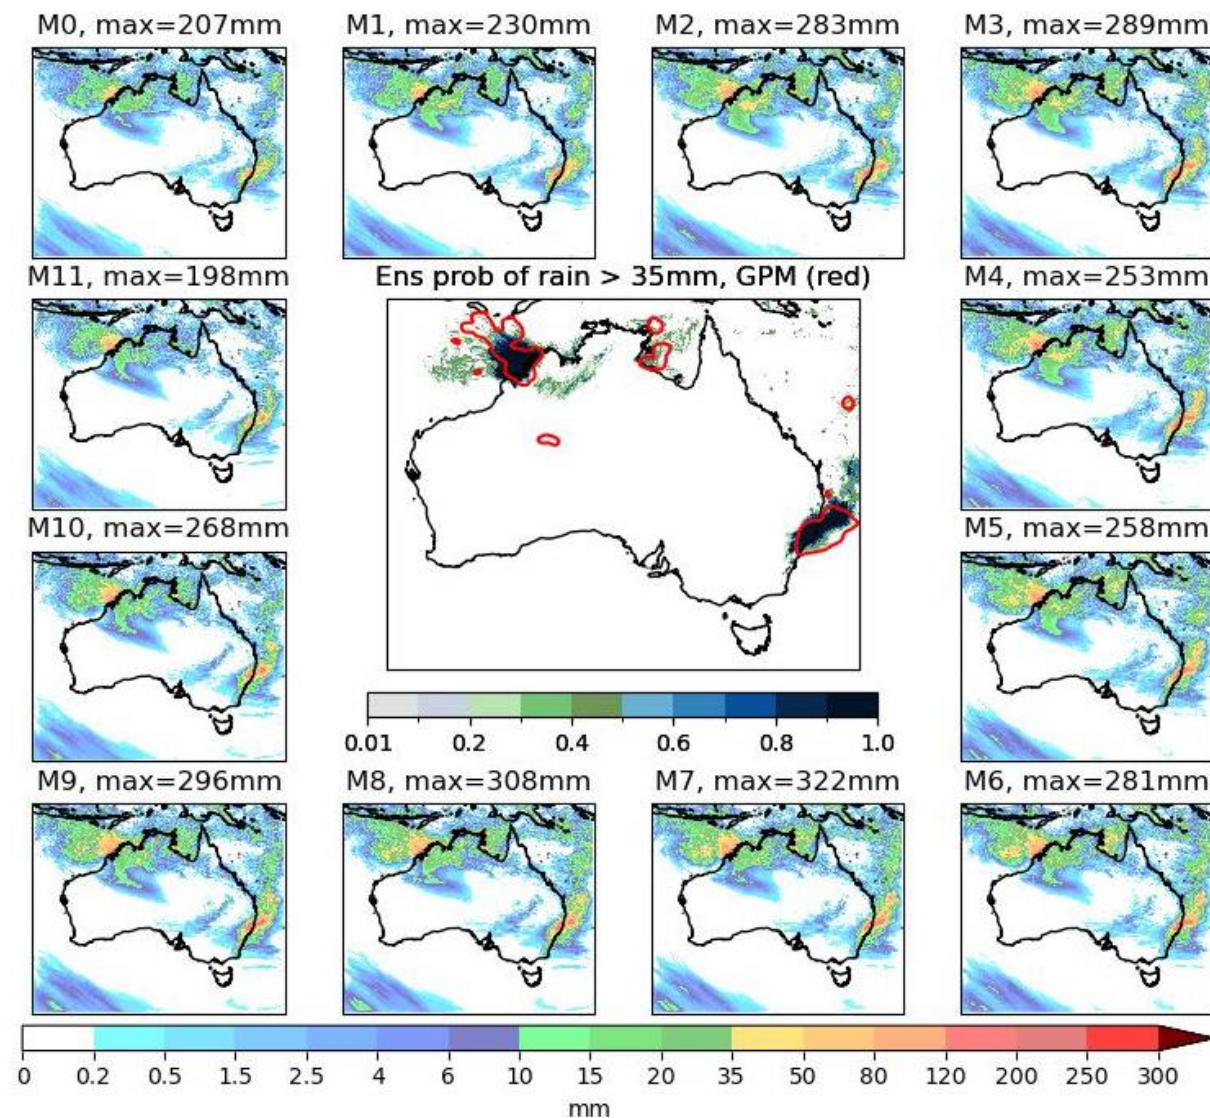 M0, max=207mm
M1, max=230mm
M2, max=283mm
M3, max=289mm
M11, max=198mm
Ens prob of rain > 35mm, GPM (red)
M4, max=253mm
M10, max=268mm
M5, max=258mm
0.01 0.2 0.4 0.6 0.8 1.0
M9, max=296mm
M8, max=308mm
M7, max=322mm
M6, max=281mm
0 0.2 0.5 1.5 2.5 4 6 10 15 20 35 50 80 120 200 250 300
mm